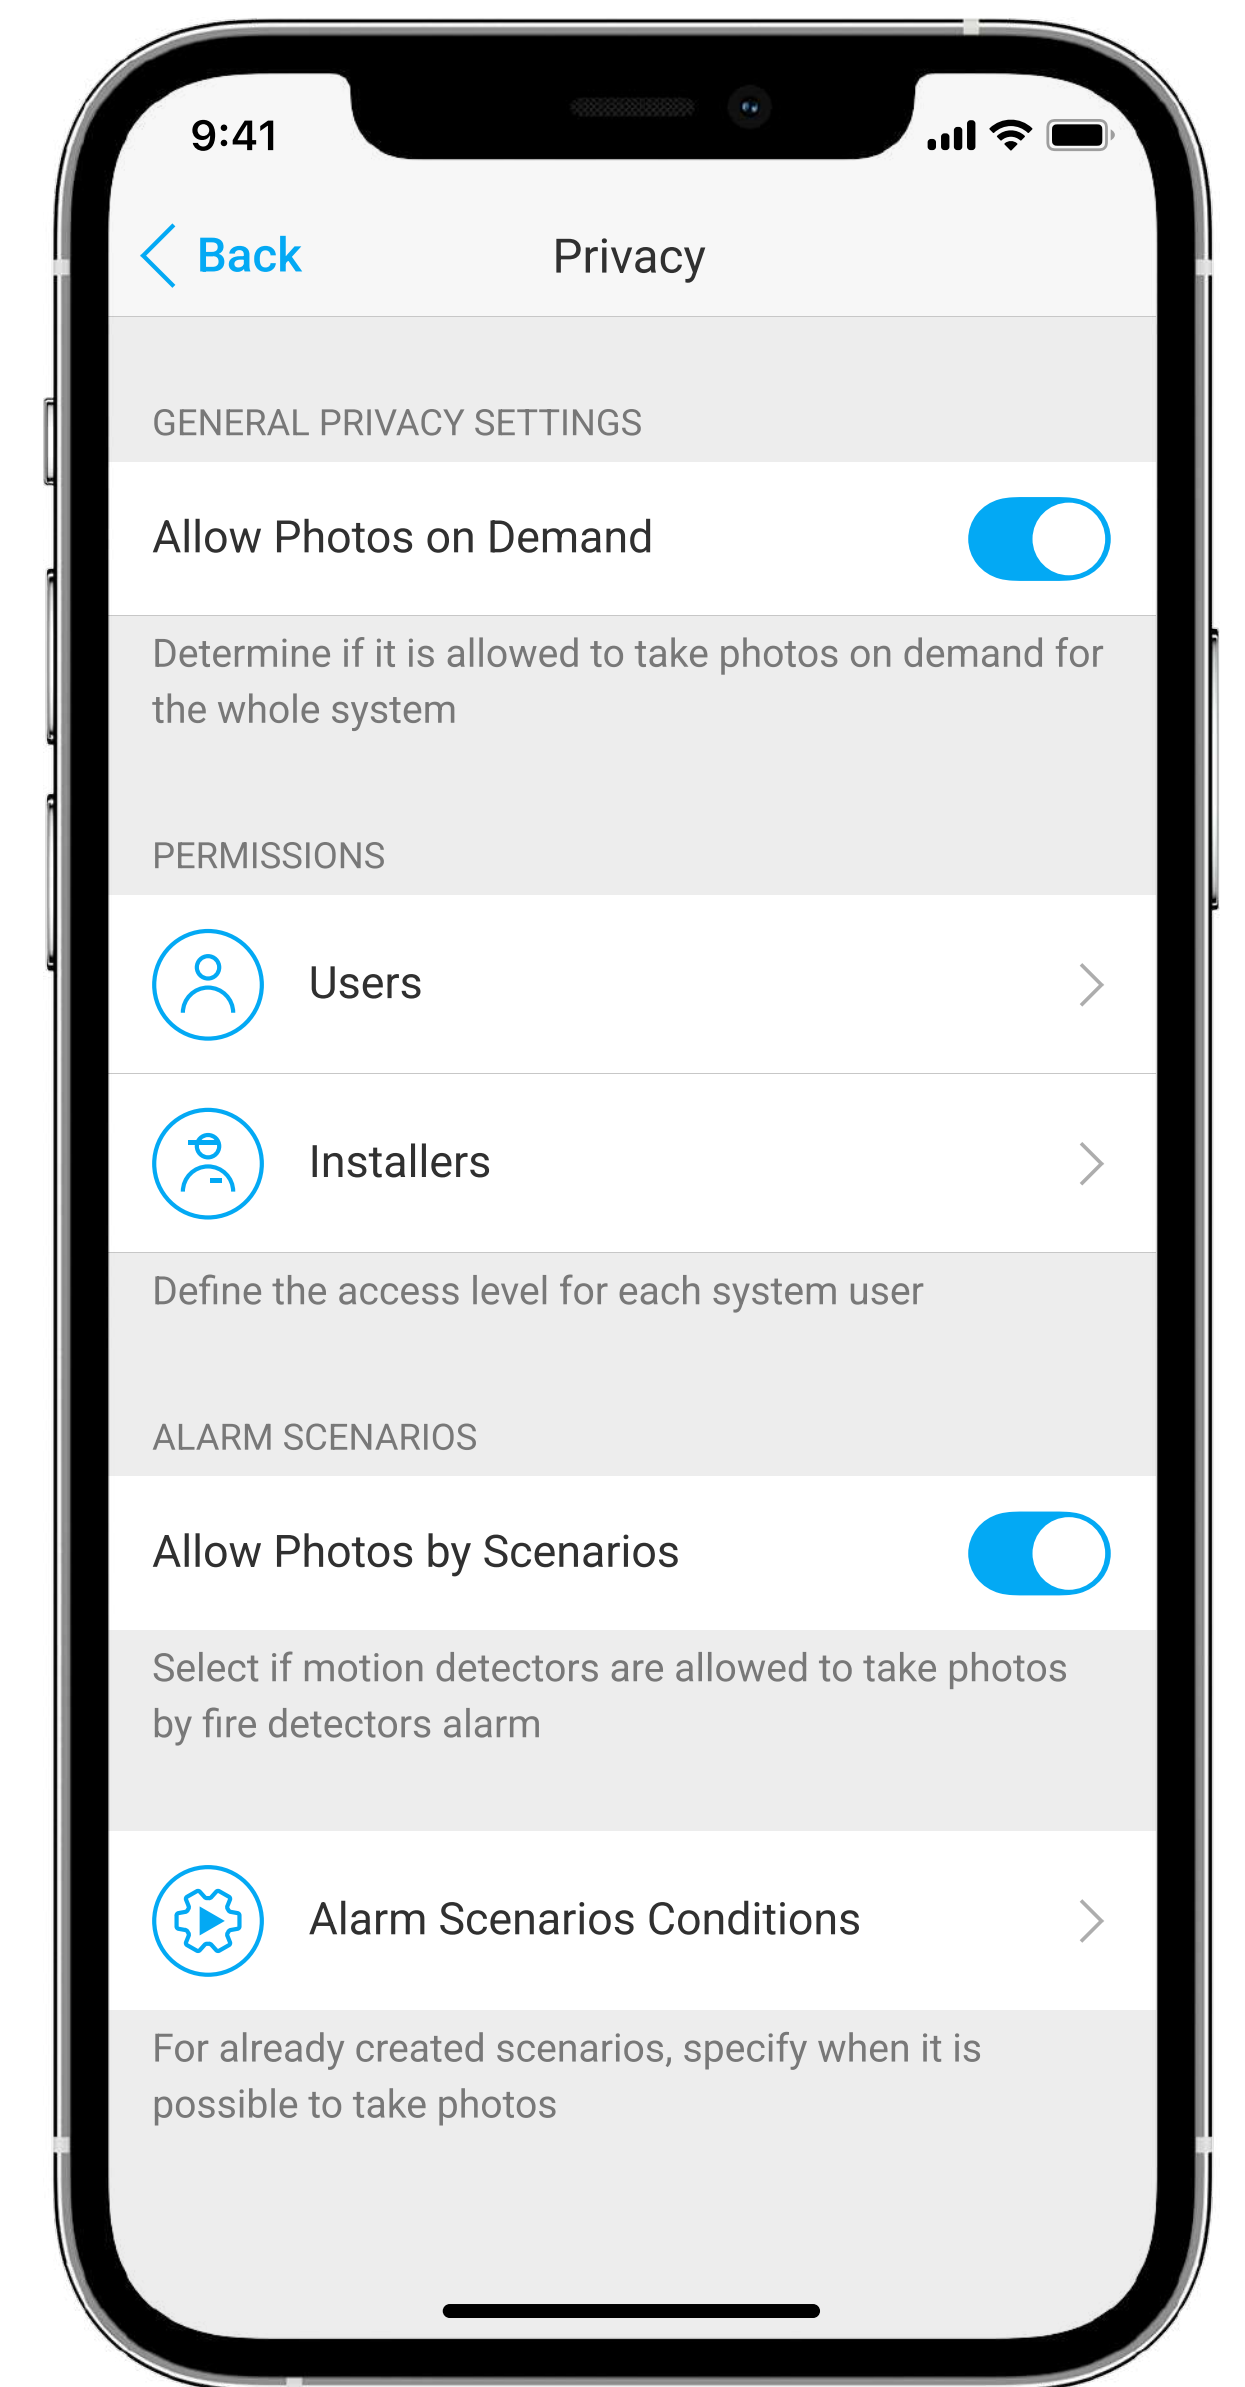 9:41
Back
Privacy
GENERAL PRIVACY SETTINGS
Allow Photos on Demand
Determine if it is allowed to take photos on demand for
the whole system
PERMISSIONS
Users
Installers
Define the access level for each system user
ALARM SCENARIOS
Allow Photos by Scenarios
Select if motion detectors are allowed to take photos
by fire detectors alarm
Alarm Scenarios Conditions
For already created scenarios, specify when it is
possible to take photos